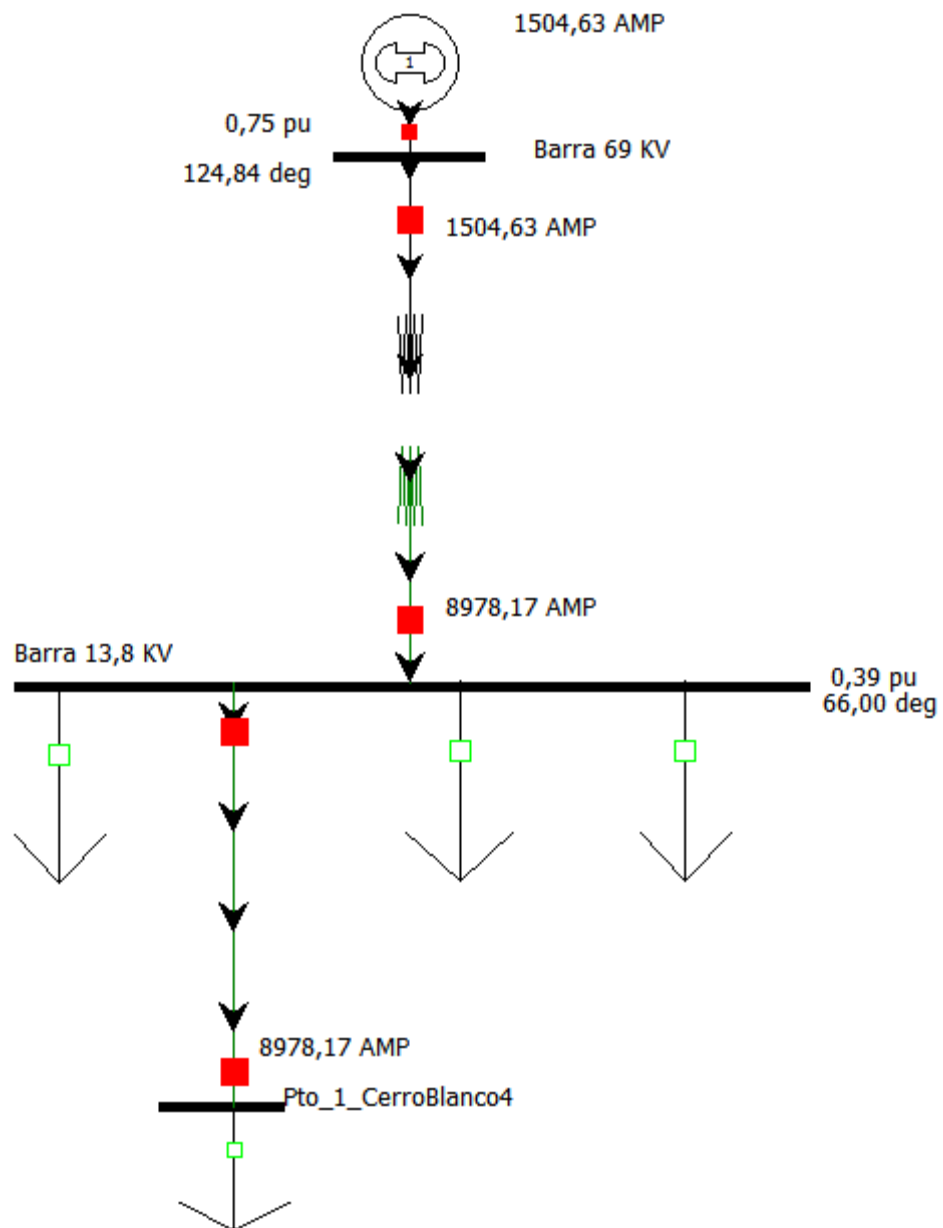 1504,63 AMP
1
0,75 pu
Barra 69 KV
124,84 deg
1504,63 AMP
8978,17 AMP
Barra 13,8 KV
0,39 pu
66,00 deg
8978,17 AMP
Pto_1_CerroBlanco4